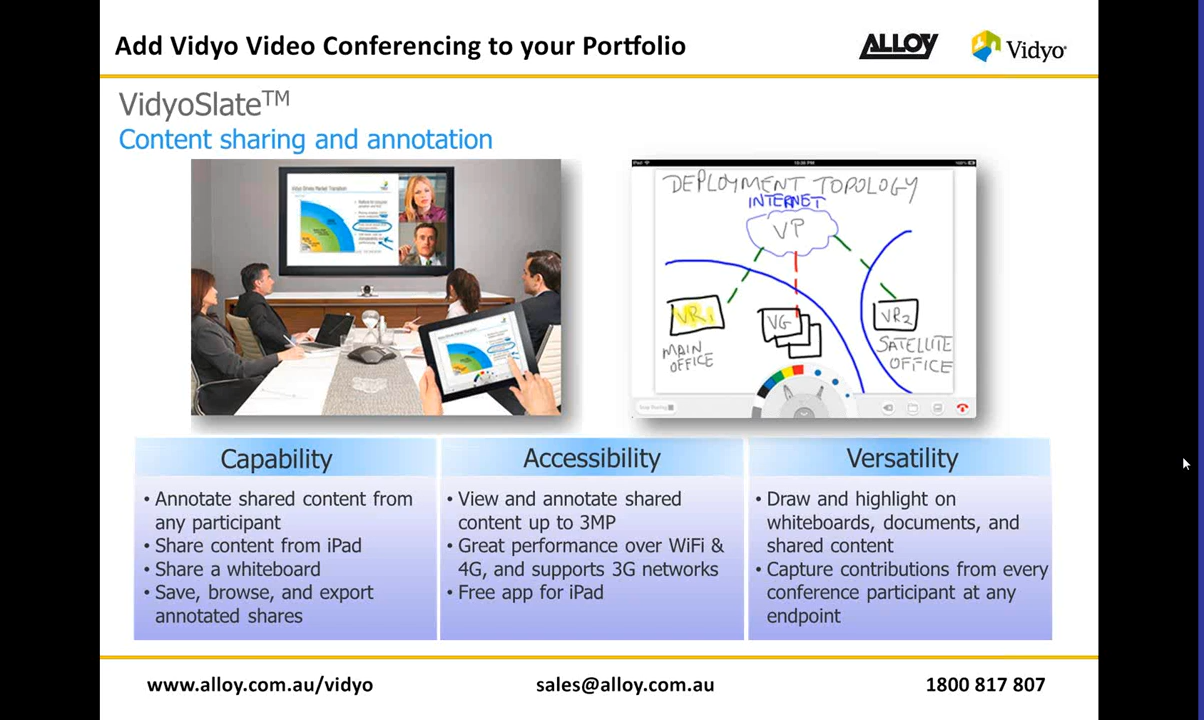 Add Vidyo Video Conferencing to your Portfolio
ALLOY
Vidyo
VidyoSlate™
Content sharing and annotation
DEPLOYMENT TOPOLOGY
INTERNET
VP
VR1
VG
VR2
MAIN
OFFICE
SATELLITE
OFFICE
Capability
• Annotate shared content from
any participant
• Share content from iPad
• Share a whiteboard
• Save, browse, and export
annotated shares
Accessibility
• View and annotate shared
content up to 3MP
• Great performance over WiFi &
4G, and supports 3G networks
• Free app for iPad
Versatility
• Draw and highlight on
whiteboards, documents, and
shared content
• Capture contributions from every
conference participant at any
endpoint
www.alloy.com.au/vidyo
sales@alloy.com.au
1800 817 807